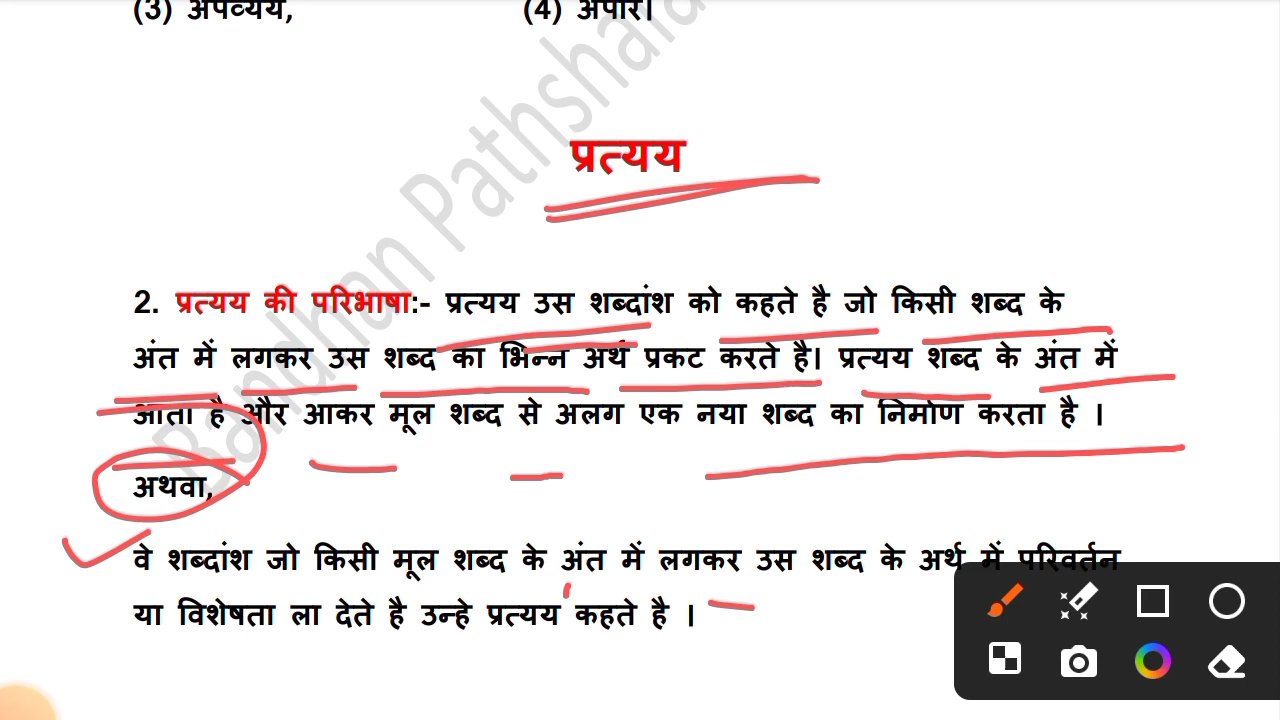 (3) अपव्यय, (4) अपार।
प्रत्यय
2. प्रत्यय की परिभाषा:- प्रत्यय उस शब्दांश को कहते है जो किसी शब्द के
अंत में लगकर उस शब्द का भिन्न अर्थ प्रकट करते है। प्रत्यय शब्द के अंत में
आता है और आकर मूल शब्द से अलग एक नया शब्द का निर्माण करता है ।
अथवा,
वे शब्दांश जो किसी मूल शब्द के अंत में लगकर उस शब्द के अर्थ में परिवर्तन
या विशेषता ला देते है उन्हे प्रत्यय कहते है ।
Bandhan Pathshala